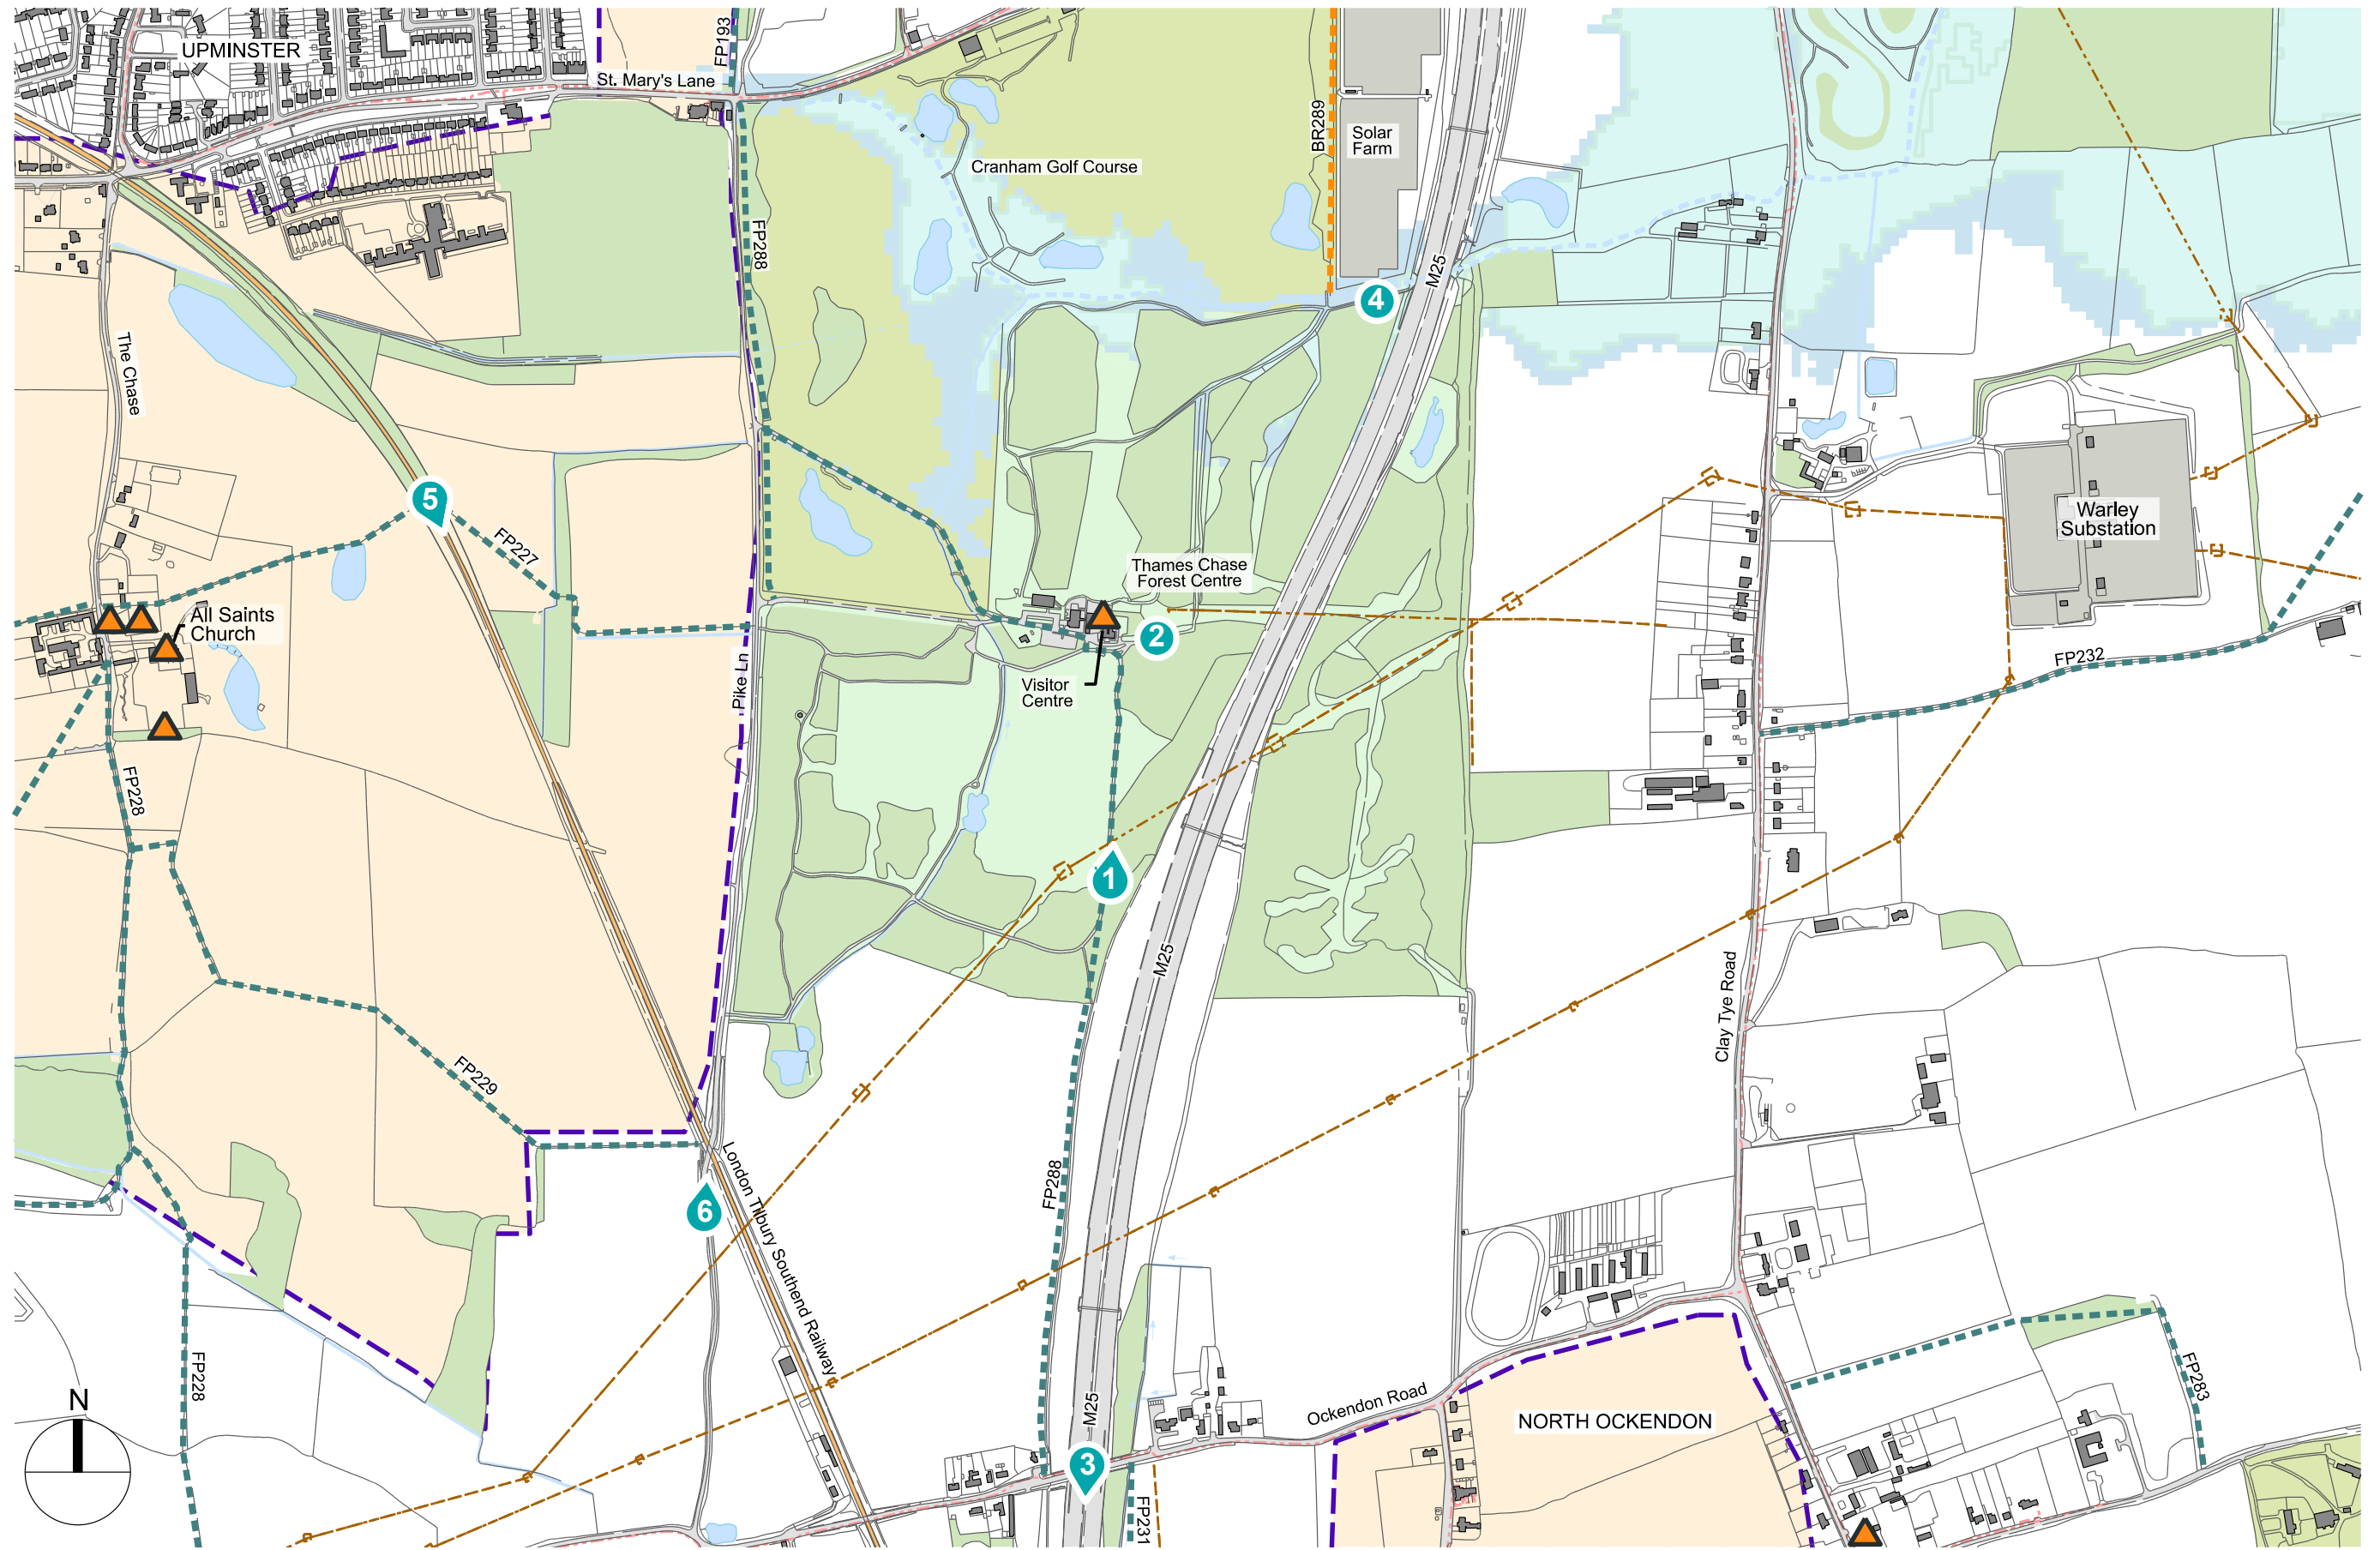 UPMINSTER
FP193
St. Mary's Lane
BR289
Solar
Farm
Cranham Golf Course
FP288
M25
4
The Chase
5
FP227
Warley
Substation
Thames Chase
Forest Centre
All Saints
Church
2
Visitor
Centre
Pike Ln
FP232
FP228
1
M25
Clay Tye Road
FP229
FP288
6
London Tilbury Southend Railway
FP228
N
M25
Ockendon Road
NORTH OCKENDON
FP283
3
FP231